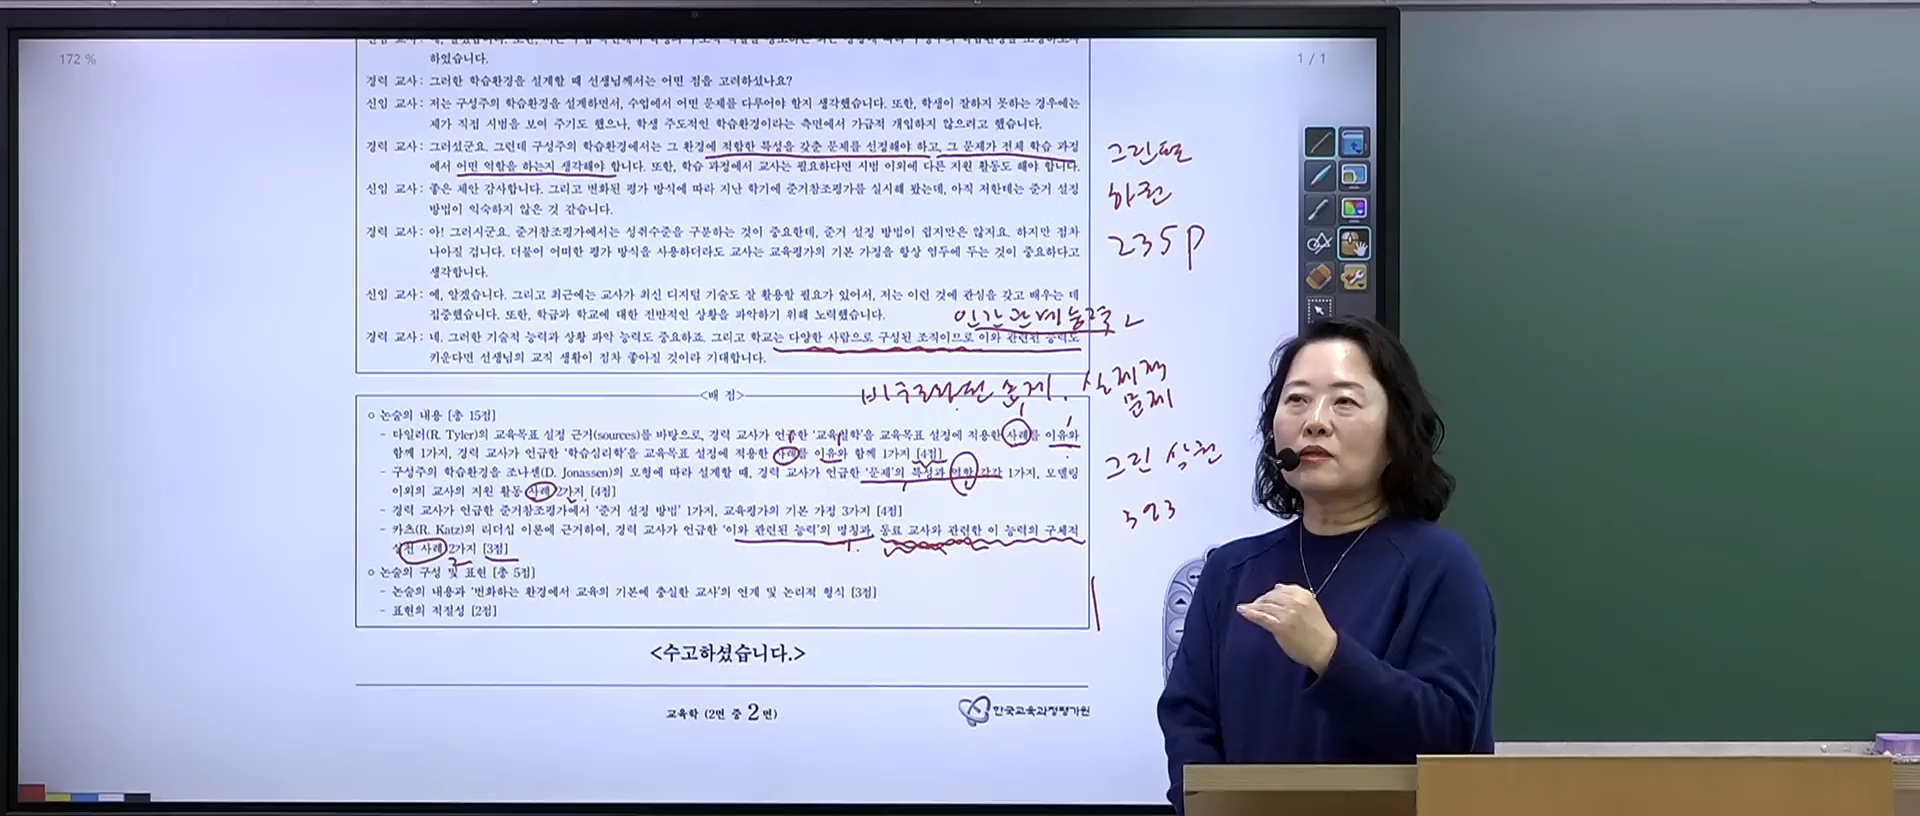 172 %
1 / 1
하였습니다.
경력 교사: 그러한 학습환경을 설계할 때 선생님께서는 어떤 점을 고려하셨나요?
신임 교사: 저는 구성주의 학습환경을 설계하면서, 수업에서 어떤 문제를 다루어야 할지 생각했습니다. 또한, 학생이 잘하지 못하는 경우에는
제가 직접 시범을 보여 주기도 했으나, 학생 주도적인 학습환경이라는 측면에서 가급적 개입하지 않으려고 했습니다.
경력 교사: 그러셨군요. 그런데 구성주의 학습환경에서는 그 환경에 적합한 특성을 갖춘 문제를 선정해야 하고, 그 문제가 전체 학습 과정
에서 어떤 역할을 하는지 생각해야 합니다. 또한, 학습 과정에서 교사는 필요하다면 시범 이외에 다른 지원 활동도 해야 합니다.
신임 교사: 좋은 제안 감사합니다. 그리고 변화된 평가 방식에 따라 지난 학기에 준거참조평가를 실시해 봤는데, 아직 저한테는 준거 설정
방법이 익숙하지 않은 것 같습니다.
경력 교사: 아! 그러시군요. 준거참조평가에서는 성취수준을 구분하는 것이 중요한데, 준거 설정 방법이 쉽지만은 않지요. 하지만 점차
나아질 겁니다. 더불어 어떠한 평가 방식을 사용하더라도 교사는 교육평가의 기본 가정을 항상 염두에 두는 것이 중요하다고
생각합니다.
신임 교사: 예, 알겠습니다. 그리고 최근에는 교사가 최신 디지털 기술도 잘 활용할 필요가 있어서, 저는 이런 것에 관심을 갖고 배우는 데
집중했습니다. 또한, 학급과 학교에 대한 전반적인 상황을 파악하기 위해 노력했습니다.
인간관계능력
경력 교사: 네. 그러한 기술적 능력과 상황 파악 능력도 중요하죠. 그리고 학교는 다양한 사람으로 구성된 조직이므로 이와 관련된 능력도
키운다면 선생님의 교직 생활이 점차 좋아질 것이라 기대합니다.
하권
235p
비구조화된 문제. 실제적
문제
<배 점>
○ 논술의 내용 [총 15점]
- 타일러(R. Tyler)의 교육목표 설정 근거(sources)를 바탕으로, 경력 교사가 언급한 '교육철학'을 교육목표 설정에 적용한 사례를 이유와
함께 1가지, 경력 교사가 언급한 '학습심리학'을 교육목표 설정에 적용한 사례를 이유와 함께 1가지 [4점]
- 구성주의 학습환경을 조나센(D. Jonassen)의 모형에 따라 설계할 때, 경력 교사가 언급한 '문제'의 특성과 역할 각각 1가지, 모델링
이외의 교사의 지원 활동 사례 2가지 [4점]
- 경력 교사가 언급한 준거참조평가에서 '준거 설정 방법' 1가지, 교육평가의 기본 가정 3가지 [4점]
- 카츠(R. Katz)의 리더십 이론에 근거하여, 경력 교사가 언급한 '이와 관련된 능력'의 명칭과, 동료 교사와 관련한 이 능력의 구체적
실천 사례 2가지 [3점]
○ 논술의 구성 및 표현 [총 5점]
- 논술의 내용과 '변화하는 환경에서 교육의 기본에 충실한 교사'의 연계 및 논리적 형식 [3점]
- 표현의 적절성 [2점]
그린 상권
323
<수고하셨습니다.>
교육학 (2면 중 2면)
한국교육과정평가원